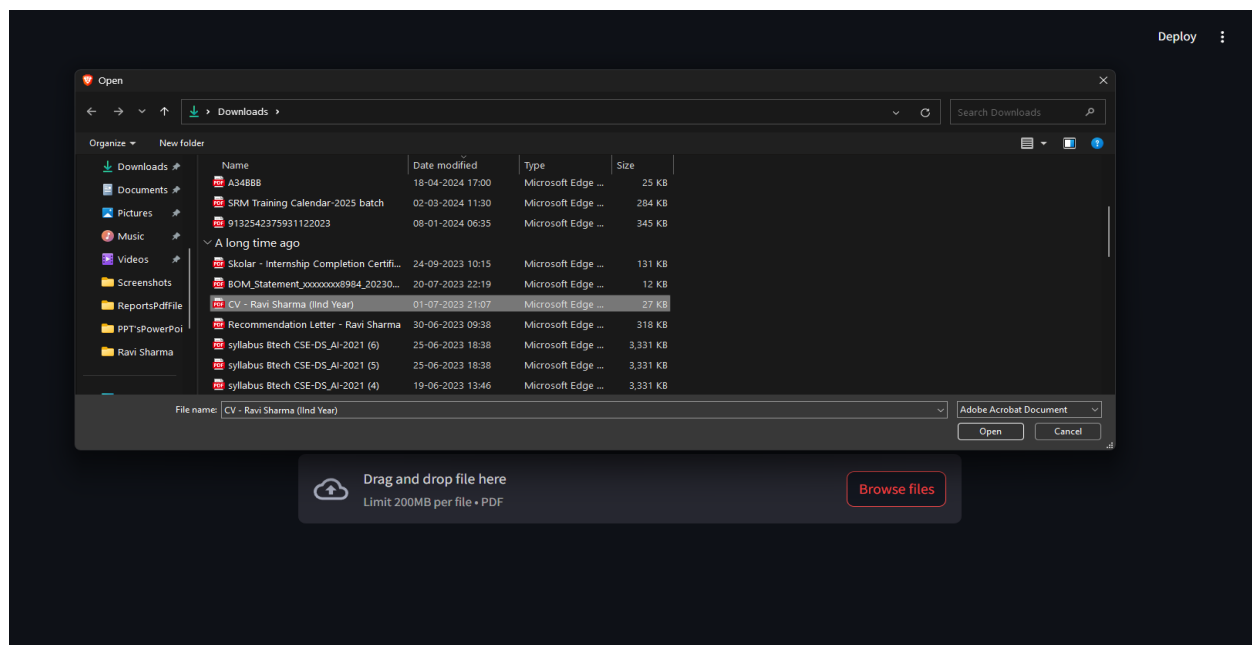 Deploy
Open
Downloads
Search Downloads
Organize
New folder
Name Date modified Type Size
Downloads
Documents
Pictures
Music
Videos
Screenshots
ReportsPdfFile
PPT'sPowerPoi
Ravi Sharma
A34BBB 18-04-2024 17:00 Microsoft Edge ... 25 KB
SRM Training Calendar-2025 batch 02-03-2024 11:30 Microsoft Edge ... 284 KB
9132542375931122023 08-01-2024 06:35 Microsoft Edge ... 345 KB
A long time ago
Skolar - Internship Completion Certifi... 24-09-2023 10:15 Microsoft Edge ... 131 KB
BOM_Statement_xxxxxxxx8984_20230... 20-07-2023 22:19 Microsoft Edge ... 12 KB
CV - Ravi Sharma (IInd Year) 01-07-2023 21:07 Microsoft Edge ... 27 KB
Recommendation Letter - Ravi Sharma 30-06-2023 09:38 Microsoft Edge ... 318 KB
syllabus Btech CSE-DS_AI-2021 (6) 25-06-2023 18:38 Microsoft Edge ... 3,331 KB
syllabus Btech CSE-DS_AI-2021 (5) 25-06-2023 18:38 Microsoft Edge ... 3,331 KB
syllabus Btech CSE-DS_AI-2021 (4) 19-06-2023 13:46 Microsoft Edge ... 3,331 KB
File name: CV - Ravi Sharma (IInd Year)
Adobe Acrobat Document
Open
Cancel
Drag and drop file here
Limit 200MB per file • PDF
Browse files